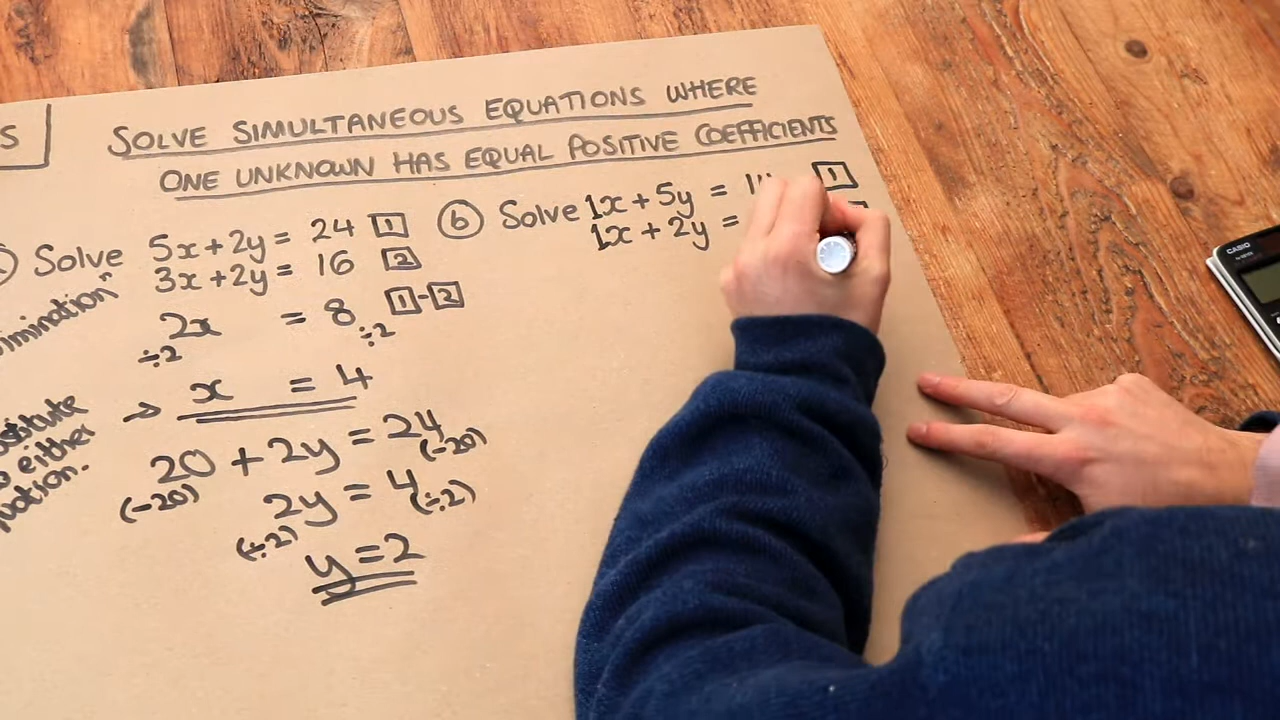 S
SOLVE SIMULTANEOUS EQUATIONS WHERE
ONE UNKNOWN HAS EQUAL POSITIVE COEFFICIENTS
Solve 5x + 2y = 24 1
3x + 2y = 16 2
2x = 8 1 - 2
÷2 ÷2
x = 4
20 + 2y = 24
(-20) (-20)
2y = 4
(÷2) (÷2)
y = 2
b Solve 1x + 5y = 1
1x + 2y =
CASIO